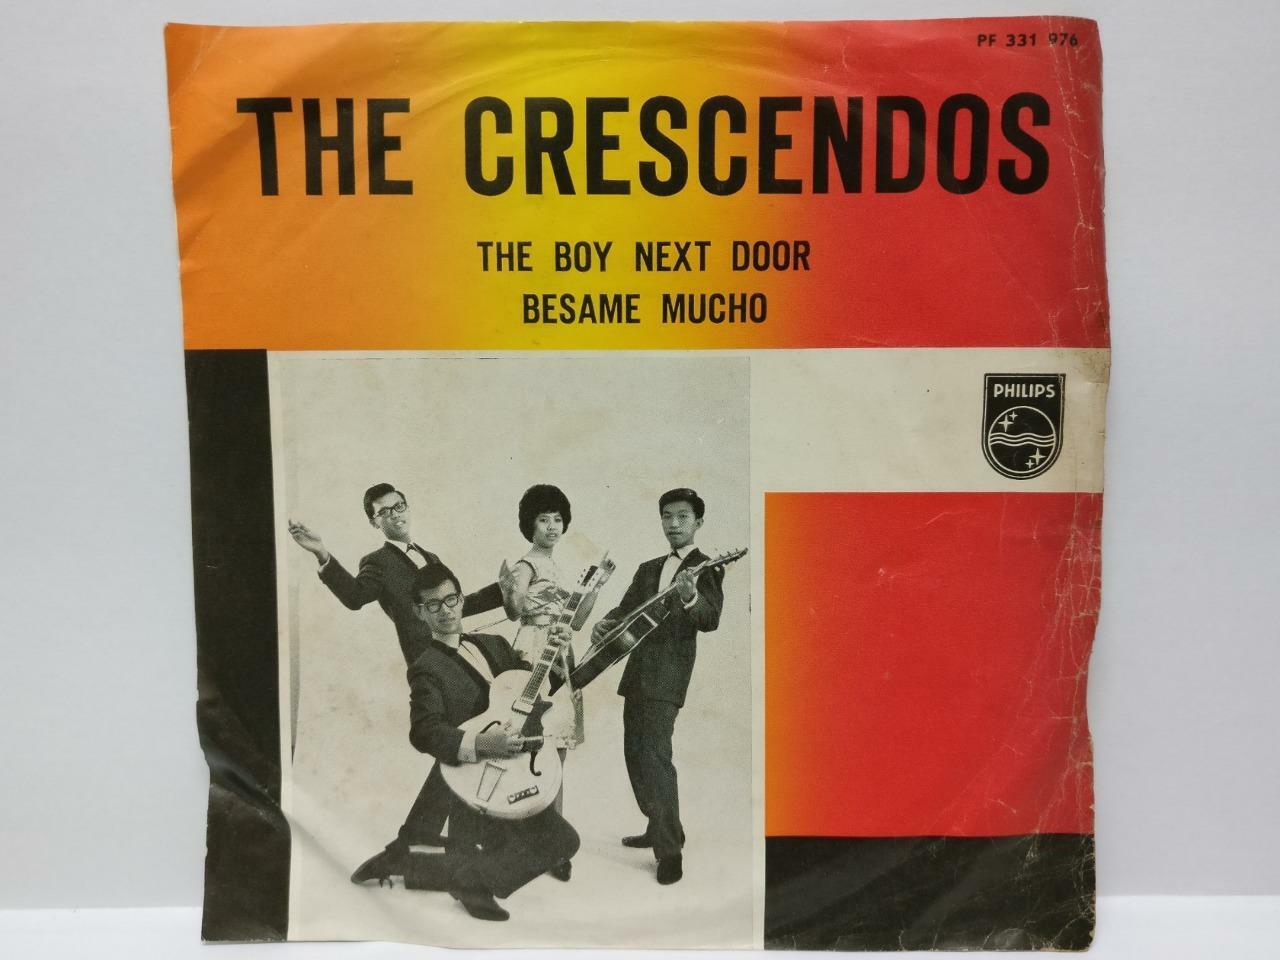 PF 331 976
THE CRESCENDOS
THE BOY NEXT DOOR
BESAME MUCHO
PHILIPS